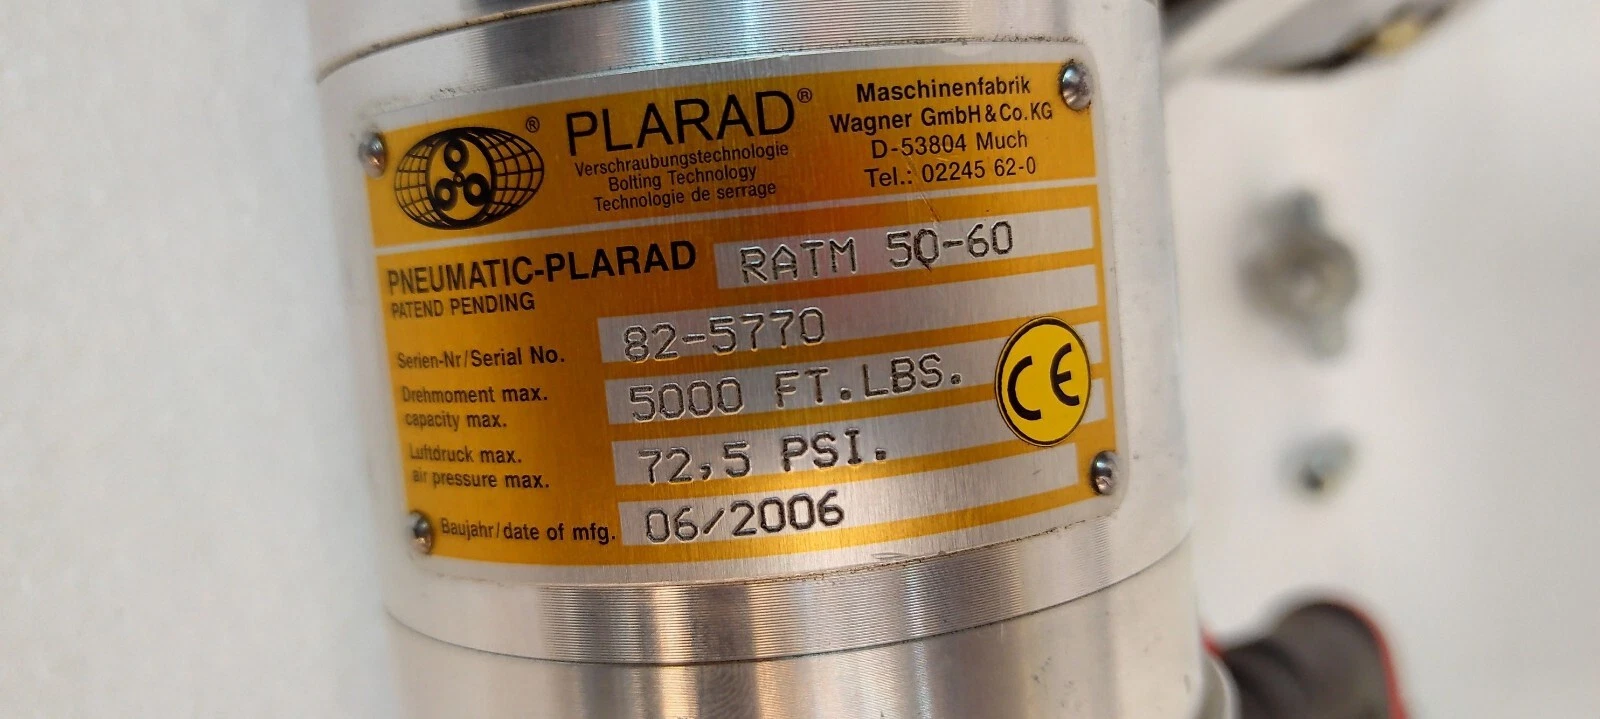 ® PLARAD®
Verschraubungstechnologie
Bolting Technology
Technologie de serrage
Maschinenfabrik
Wagner GmbH & Co. KG
D-53804 Much
Tel.: 02245 62-0
PNEUMATIC-PLARAD RATM 50-60
PATEND PENDING
Serien-Nr/Serial No. 82-5770
Drehmoment max.
capacity max. 5000 FT.LBS.
Luftdruck max.
air pressure max. 72,5 PSI.
Baujahr/date of mfg. 06/2006
CE